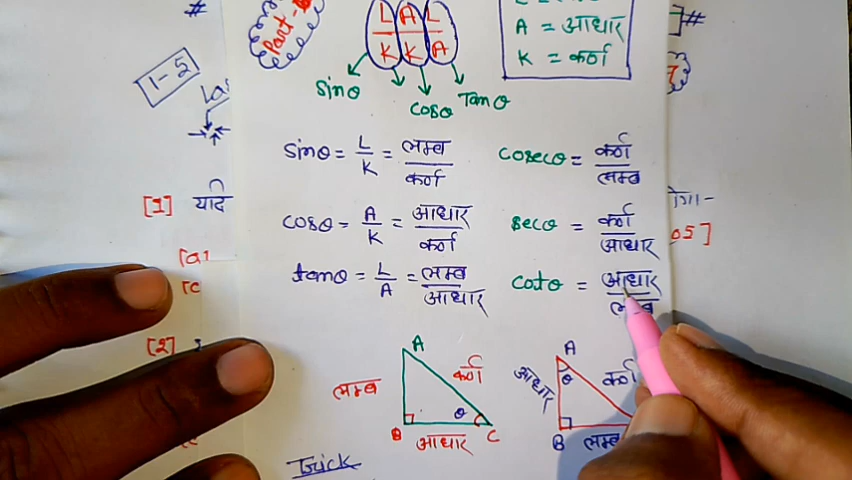 #
Part-
L A L
K K A
A = आधार
K = कर्ण
#
1-5
sinθ
cosθ
Tanθ
sinθ = L/K = लम्ब/कर्ण
cosecθ = कर्ण/लम्ब
[1] यदि
cosθ = A/K = आधार/कर्ण
secθ = कर्ण/आधार
05]
tanθ = L/A = लम्ब/आधार
cotθ = आधार/लम्ब
[2]
A
लम्ब
कर्ण
θ
B
आधार
C
A
आधार
θ
कर्ण
B
लम्ब
Trick